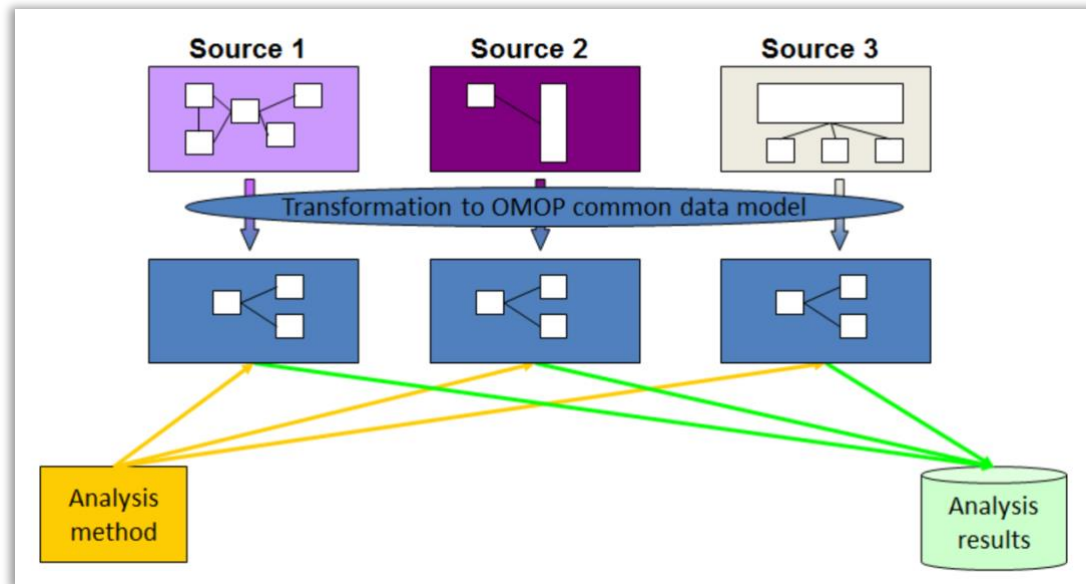 Source 1
Source 2
Source 3
Transformation to OMOP common data model
Analysis
method
Analysis
results